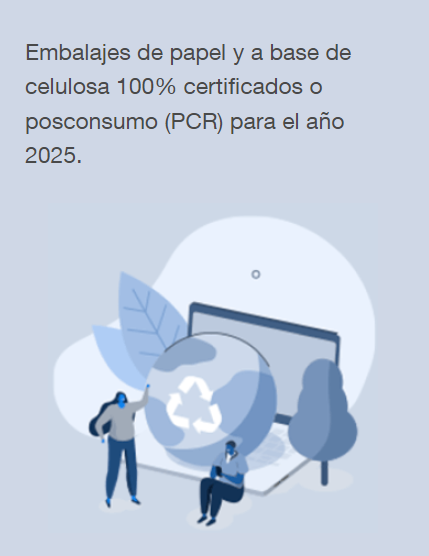 Embalajes de papel y a base de
celulosa 100% certificados o
posconsumo (PCR) para el año
2025.